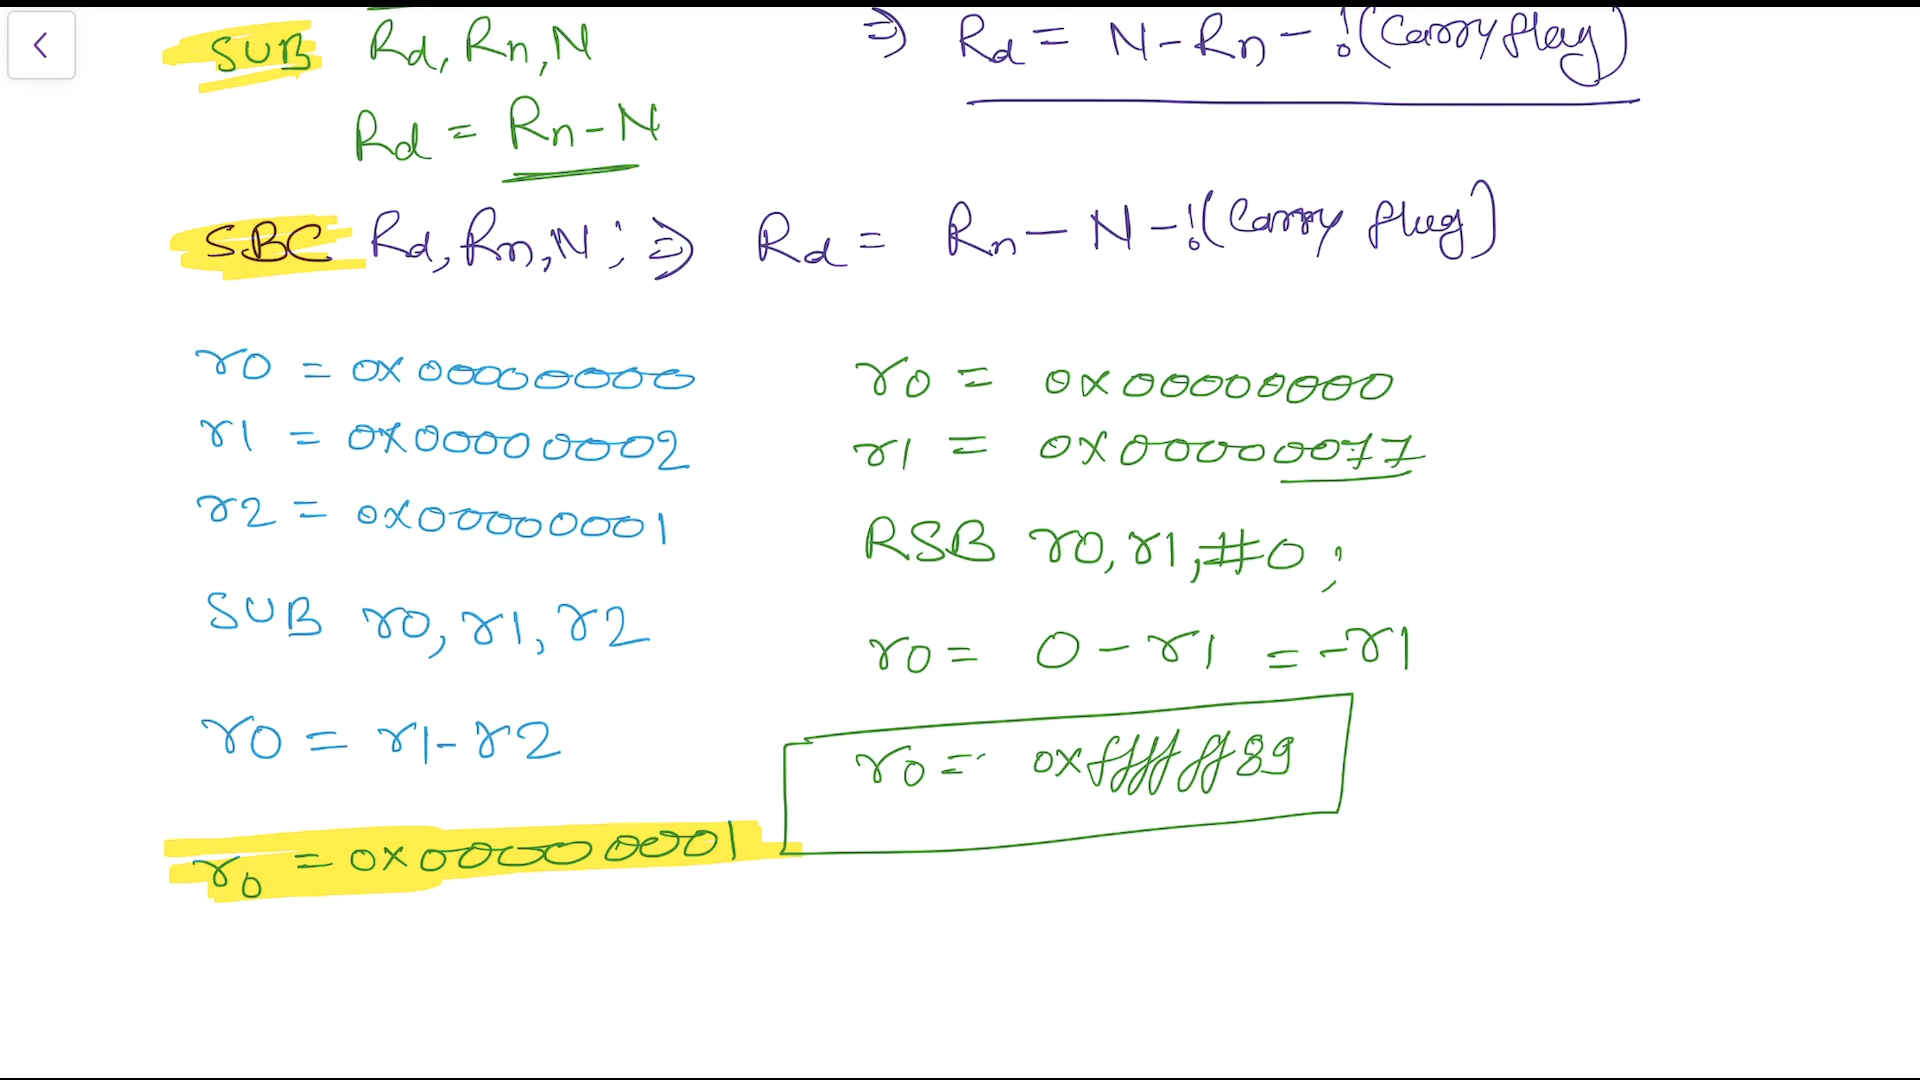 SUB Rd, Rn, N
⇒ Rd = N - Rn - !(Carry flag)
Rd = Rn - N
SBC Rd, Rn, N ; ⇒ Rd = Rn - N - !(Carry flag)
r0 = 0x00000000
r1 = 0x00000002
r2 = 0x00000001
SUB r0, r1, r2
r0 = r1 - r2
r0 = 0x00000001
r0 = 0x00000000
r1 = 0x00000077
RSB r0, r1, #0 ;
r0 = 0 - r1 = -r1
r0 = 0xffffff89